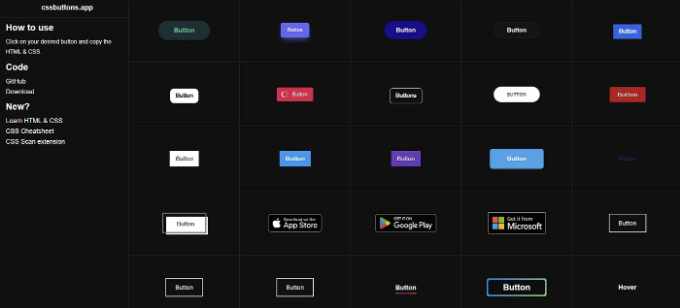 cssbuttons.app
How to use
Click on your desired button and copy the
HTML & CSS.
Code
GitHub
Download
New?
Learn HTML & CSS
CSS Cheatsheet
CSS Scan extension
Button
Button
Button
Button
Button
Button
Button
Buttons
BUTTON
Button
Button
Button
Button
Button
Button
Button
Download on the
App Store
GET IT ON
Google Play
Get it from
Microsoft
Button
Button
Button
Button
Button
Hover